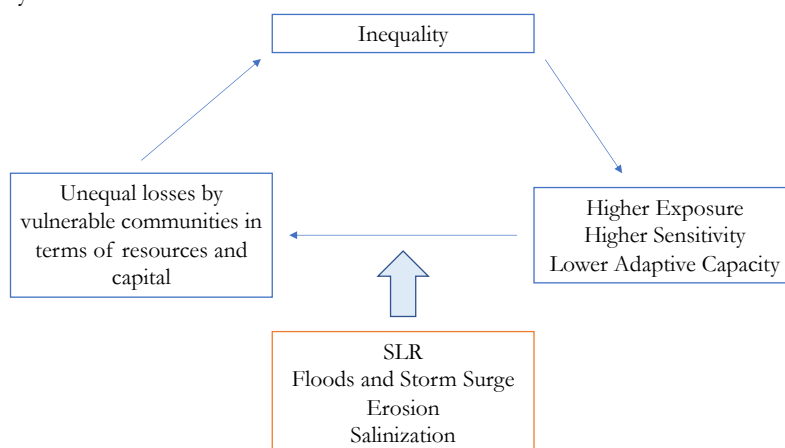 Inequality
Unequal losses by
vulnerable communities in
terms of resources and
capital
Higher Exposure
Higher Sensitivity
Lower Adaptive Capacity
SLR
Floods and Storm Surge
Erosion
Salinization